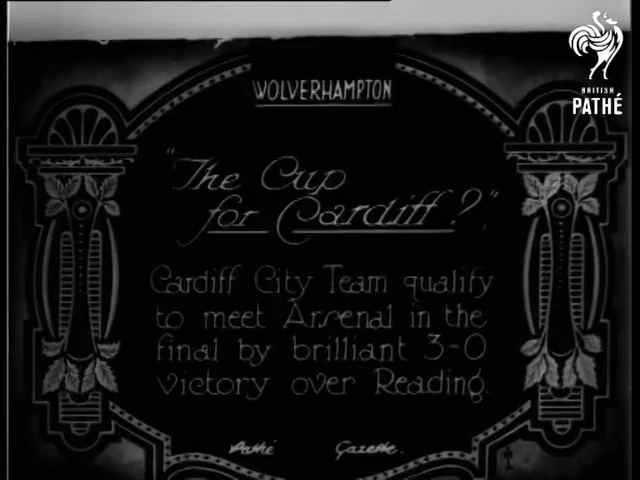 BRITISH
PATHÉ
WOLVERHAMPTON
"The Cup
for Cardiff?".
Cardiff City Team qualify
to meet Arsenal in the
final by brilliant 3-0
victory over Reading.
Pathé Gazette.